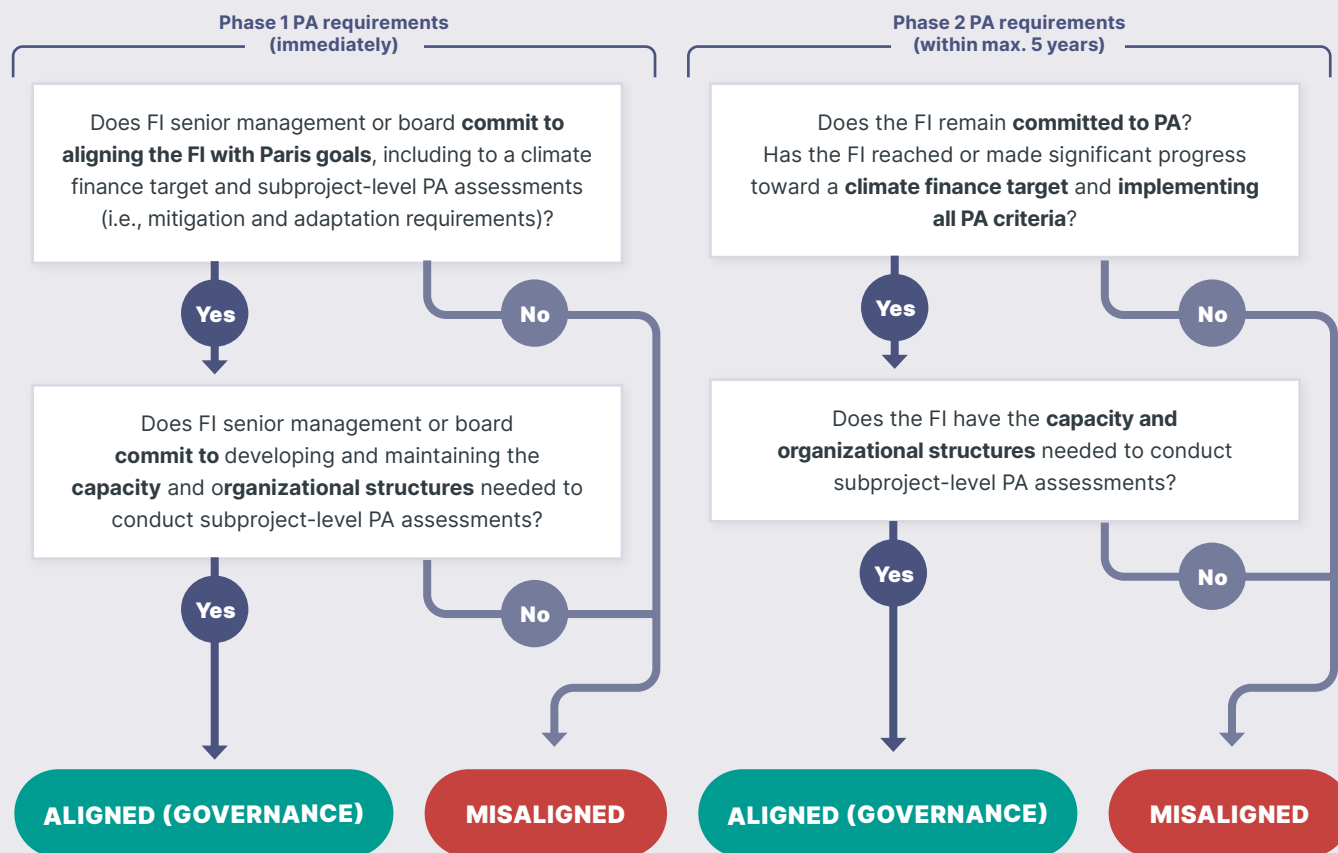 Phase 1 PA requirements
(immediately)
Does FI senior management or board commit to
aligning the FI with Paris goals, including to a climate
finance target and subproject-level PA assessments
(i.e., mitigation and adaptation requirements)?
Yes
No
Does FI senior management or board
commit to developing and maintaining the
capacity and organizational structures needed to
conduct subproject-level PA assessments?
Yes
No
ALIGNED (GOVERNANCE)
MISALIGNED
Phase 2 PA requirements
(within max. 5 years)
Does the FI remain committed to PA?
Has the FI reached or made significant progress
toward a climate finance target and implementing
all PA criteria?
Yes
No
Does the FI have the capacity and
organizational structures needed to conduct
subproject-level PA assessments?
Yes
No
ALIGNED (GOVERNANCE)
MISALIGNED